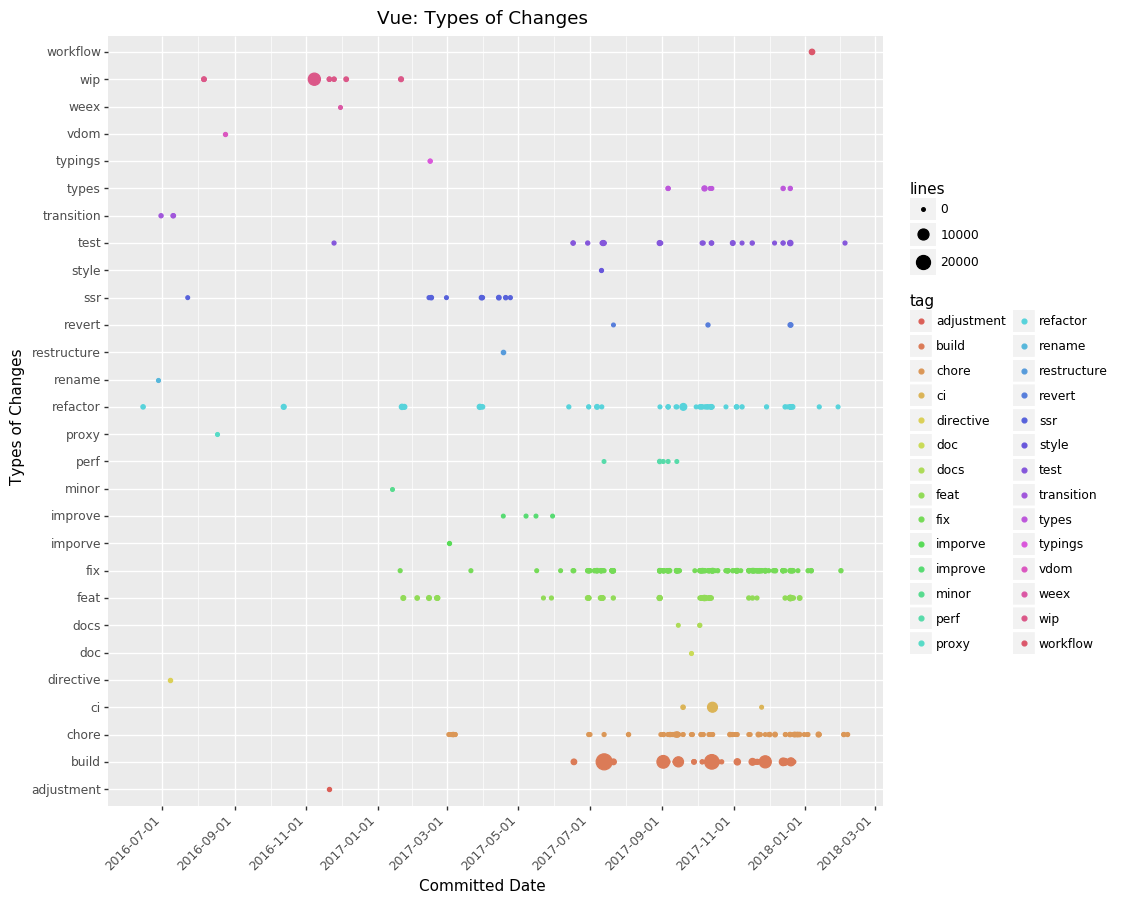 Vue: Types of Changes
Types of Changes
workflow
wip
weex
vdom
typings
types
transition
test
style
ssr
revert
restructure
rename
refactor
proxy
perf
minor
improve
imporve
fix
feat
docs
doc
directive
ci
chore
build
adjustment
2016-07-01
2016-09-01
2016-11-01
2017-01-01
2017-03-01
2017-05-01
2017-07-01
2017-09-01
2017-11-01
2018-01-01
2018-03-01
Committed Date
lines
0
10000
20000
tag
adjustment
build
chore
ci
directive
doc
docs
feat
fix
imporve
improve
minor
perf
proxy
refactor
rename
restructure
revert
ssr
style
test
transition
types
typings
vdom
weex
wip
workflow